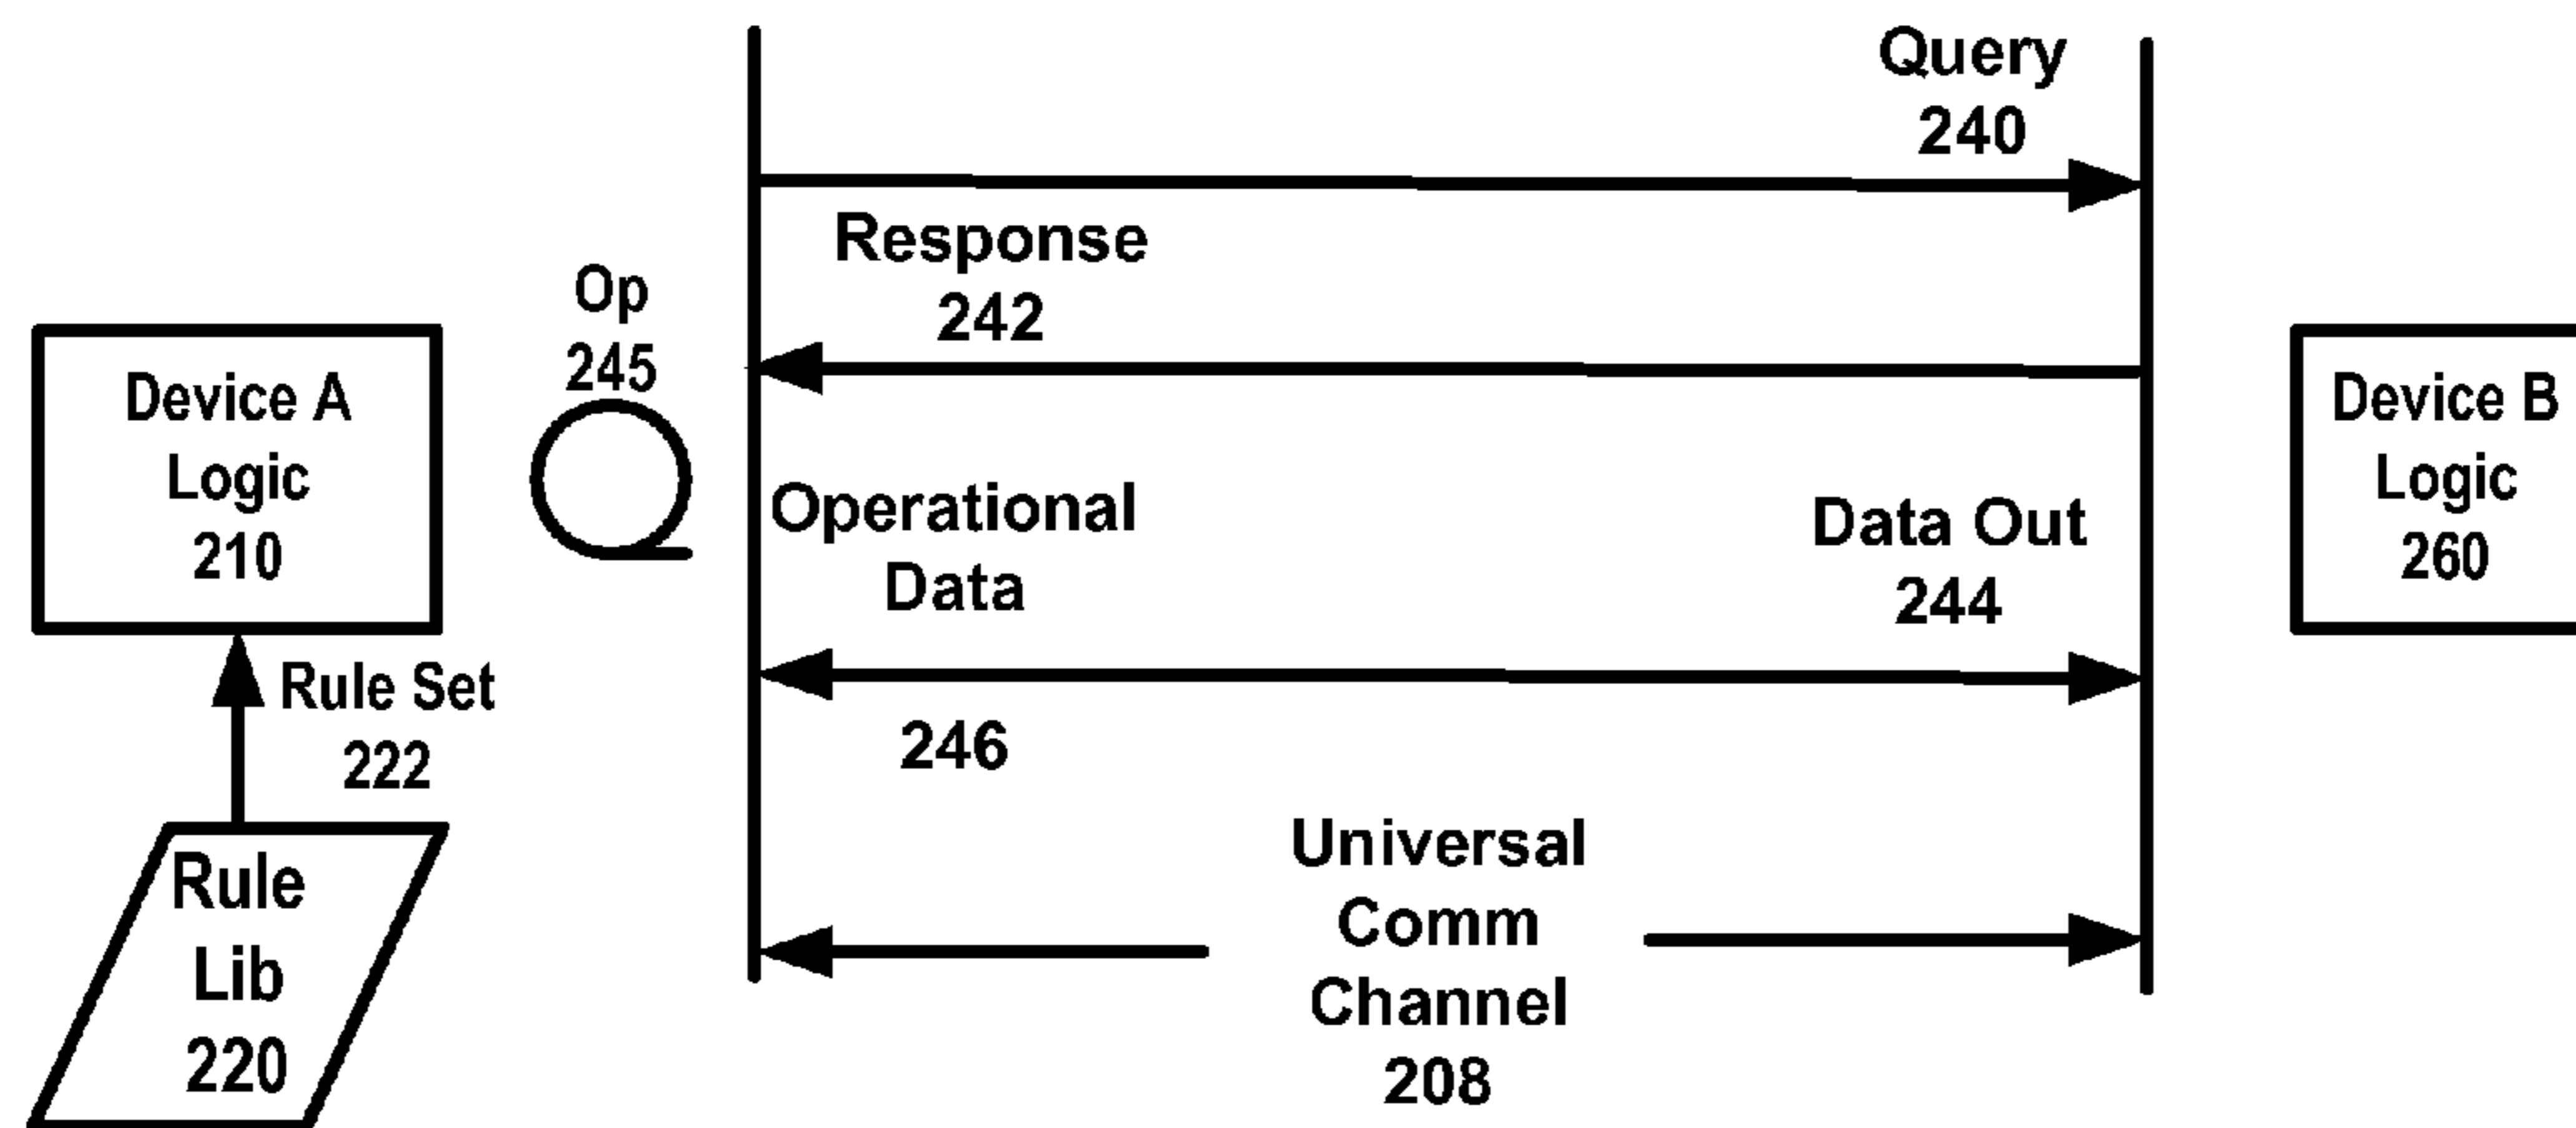 Query
240
Response
242
Op
245
Device A
Logic
210
Device B
Logic
260
Operational
Data
Data Out
244
246
Rule Set
222
Rule
Lib
220
Universal
Comm
Channel
208